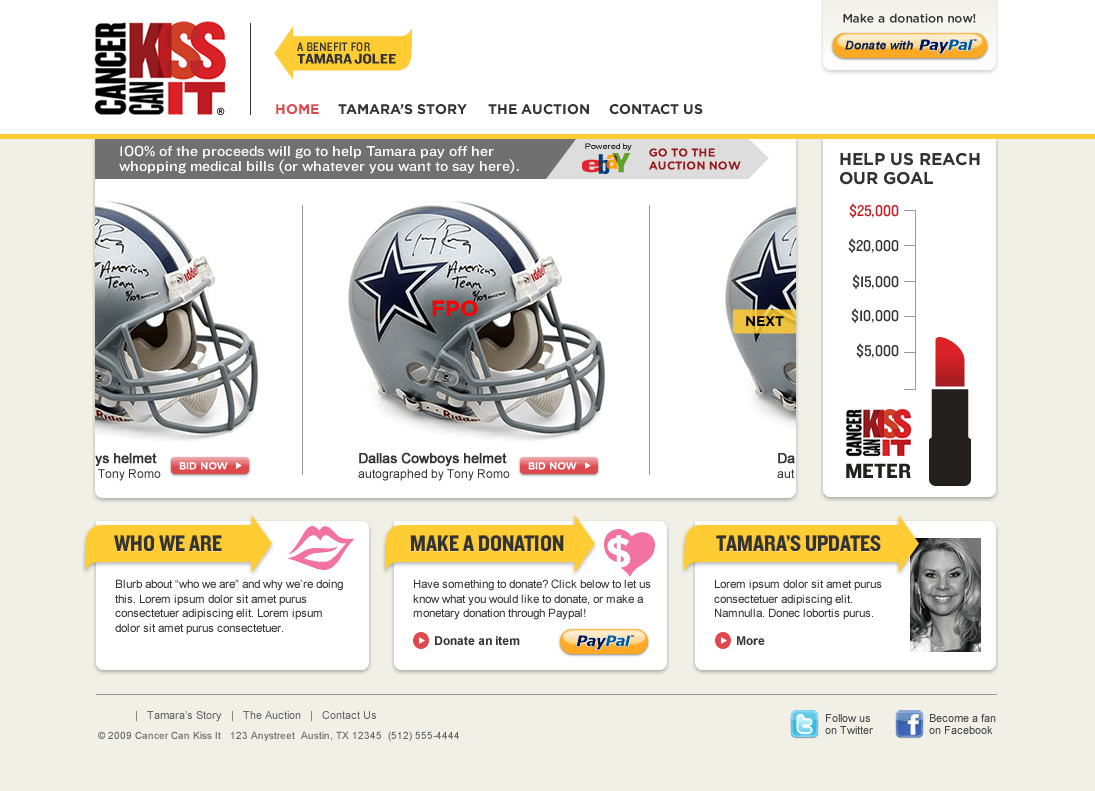 CANCER
CAN
KISS
IT®
A BENEFIT FOR
TAMARA JOLEE
Make a donation now!
Donate with PayPal™
HOME TAMARA'S STORY THE AUCTION CONTACT US
100% of the proceeds will go to help Tamara pay off her
whopping medical bills (or whatever you want to say here).
Powered by
ebay
GO TO THE
AUCTION NOW
HELP US REACH
OUR GOAL
$25,000
$20,000
$15,000
$10,000
$5,000
CANCER
CAN
KISS
IT
METER
America's
Team
FPO
America's
Team
NEXT
ys helmet
Tony Romo
BID NOW
Dallas Cowboys helmet
autographed by Tony Romo
BID NOW
Da
aut
WHO WE ARE
Blurb about “who we are” and why we’re doing
this. Lorem ipsum dolor sit amet purus
consectetuer adipiscing elit. Lorem ipsum
dolor sit amet purus consectetuer.
MAKE A DONATION
$
Have something to donate? Click below to let us
know what you would like to donate, or make a
monetary donation through Paypal!
Donate an item
PayPal™
TAMARA'S UPDATES
Lorem ipsum dolor sit amet purus
consectetuer adipiscing elit.
Namnulla. Donec lobortis purus.
More
| Tamara’s Story | The Auction | Contact Us
© 2009 Cancer Can Kiss It 123 Anystreet Austin, TX 12345 (512) 555-4444
Follow us
on Twitter
Become a fan
on Facebook